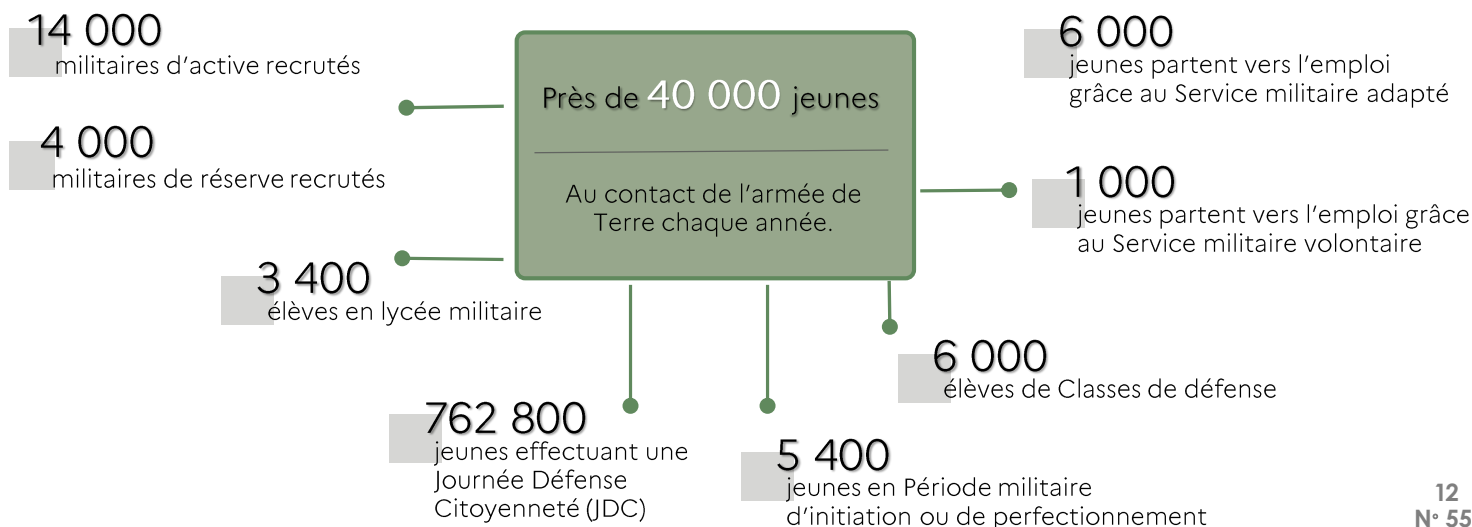 14 000
militaires d’active recrutés
4 000
militaires de réserve recrutés
3 400
élèves en lycée militaire
Près de 40 000 jeunes
Au contact de l’armée de
Terre chaque année.
6 000
jeunes partent vers l’emploi
grâce au Service militaire adapté
1 000
jeunes partent vers l’emploi grâce
au Service militaire volontaire
6 000
élèves de Classes de défense
762 800
jeunes effectuant une
Journée Défense
Citoyenneté (JDC)
5 400
jeunes en Période militaire
d’initiation ou de perfectionnement
12
N° 55